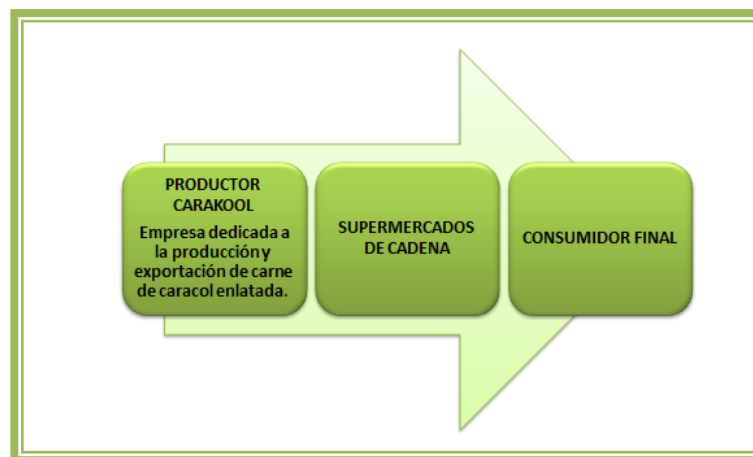 PRODUCTOR
CARAKOOL
Empresa dedicada a
la producción y
exportación de carne
de caracol enlatada.
SUPERMERCADOS
DE CADENA
CONSUMIDOR FINAL